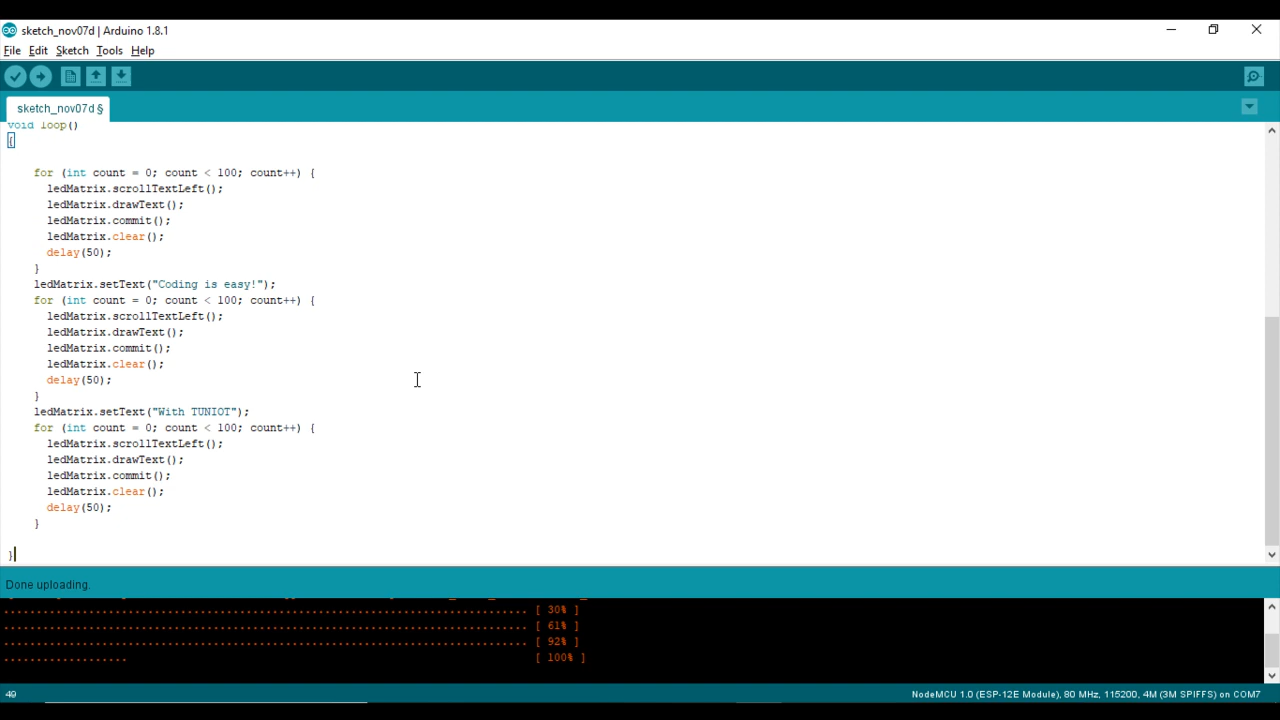 sketch_nov07d | Arduino 1.8.1
File Edit Sketch Tools Help
sketch_nov07d §
void loop()
{
for (int count = 0; count < 100; count++) {
ledMatrix.scrollTextLeft();
ledMatrix.drawText();
ledMatrix.commit();
ledMatrix.clear();
delay(50);
}
ledMatrix.setText("Coding is easy!");
for (int count = 0; count < 100; count++) {
ledMatrix.scrollTextLeft();
ledMatrix.drawText();
ledMatrix.commit();
ledMatrix.clear();
delay(50);
}
ledMatrix.setText("With TUNIOT");
for (int count = 0; count < 100; count++) {
ledMatrix.scrollTextLeft();
ledMatrix.drawText();
ledMatrix.commit();
ledMatrix.clear();
delay(50);
}
}
Done uploading.
................................................................................ [ 30% ]
................................................................................ [ 61% ]
................................................................................ [ 92% ]
................... [ 100% ]
49 NodeMCU 1.0 (ESP-12E Module), 80 MHz, 115200, 4M (3M SPIFFS) on COM7